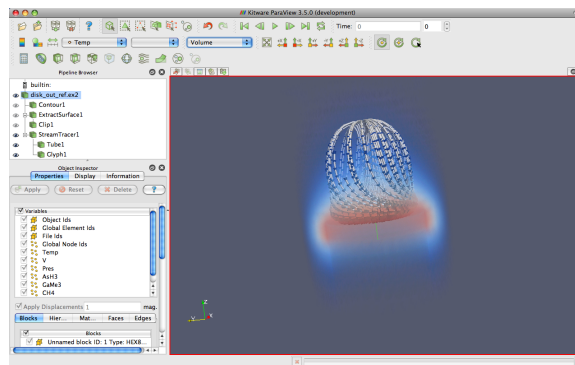 Kitware ParaView 3.5.0 (development)
Time: 0
0
Temp
Volume
Pipeline Browser
builtin:
disk_out_ref.ex2
Contour1
ExtractSurface1
Clip1
StreamTracer1
Tube1
Glyph1
Object Inspector
Properties Display Information
Apply Reset Delete ?
Variables
Object Ids
Global Element Ids
File Ids
Global Node Ids
Temp
V
Pres
AsH3
GaMe3
CH4
Apply Displacements 1 mag.
Blocks Hier... Mat... Faces Edges
Blocks
Unnamed block ID: 1 Type: HEX8...
Z
Y